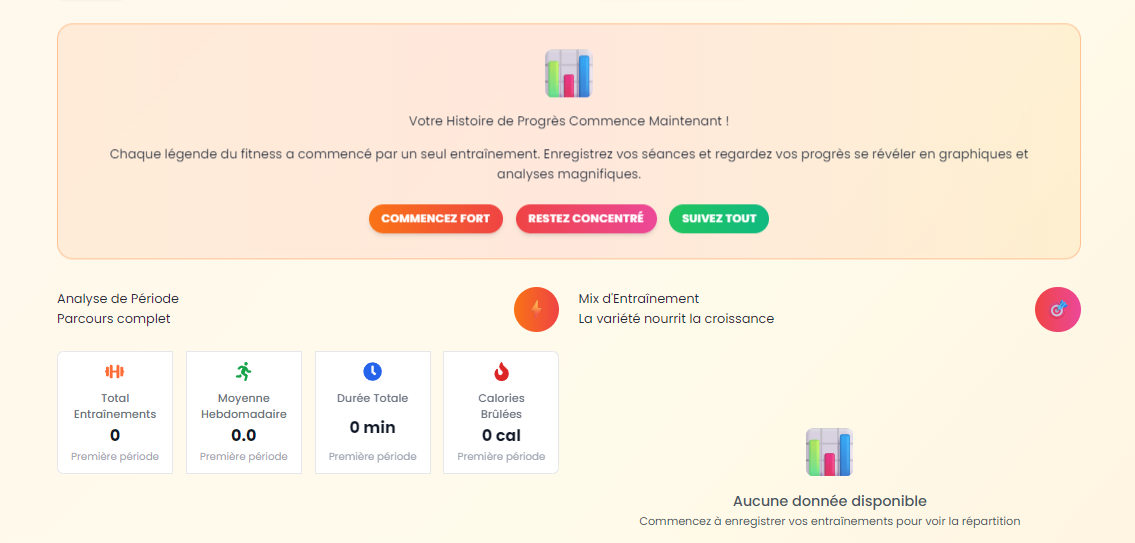 Votre Histoire de Progrès Commence Maintenant !
Chaque légende du fitness a commencé par un seul entraînement. Enregistrez vos séances et regardez vos progrès se révéler en graphiques et
analyses magnifiques.
COMMENCEZ FORT
RESTEZ CONCENTRÉ
SUIVEZ TOUT
Analyse de Période
Parcours complet
Mix d'Entraînement
La variété nourrit la croissance
Total
Entraînements
0
Première période
Moyenne
Hebdomadaire
0.0
Première période
Durée Totale
0 min
Première période
Calories
Brûlées
0 cal
Première période
Aucune donnée disponible
Commencez à enregistrer vos entraînements pour voir la répartition